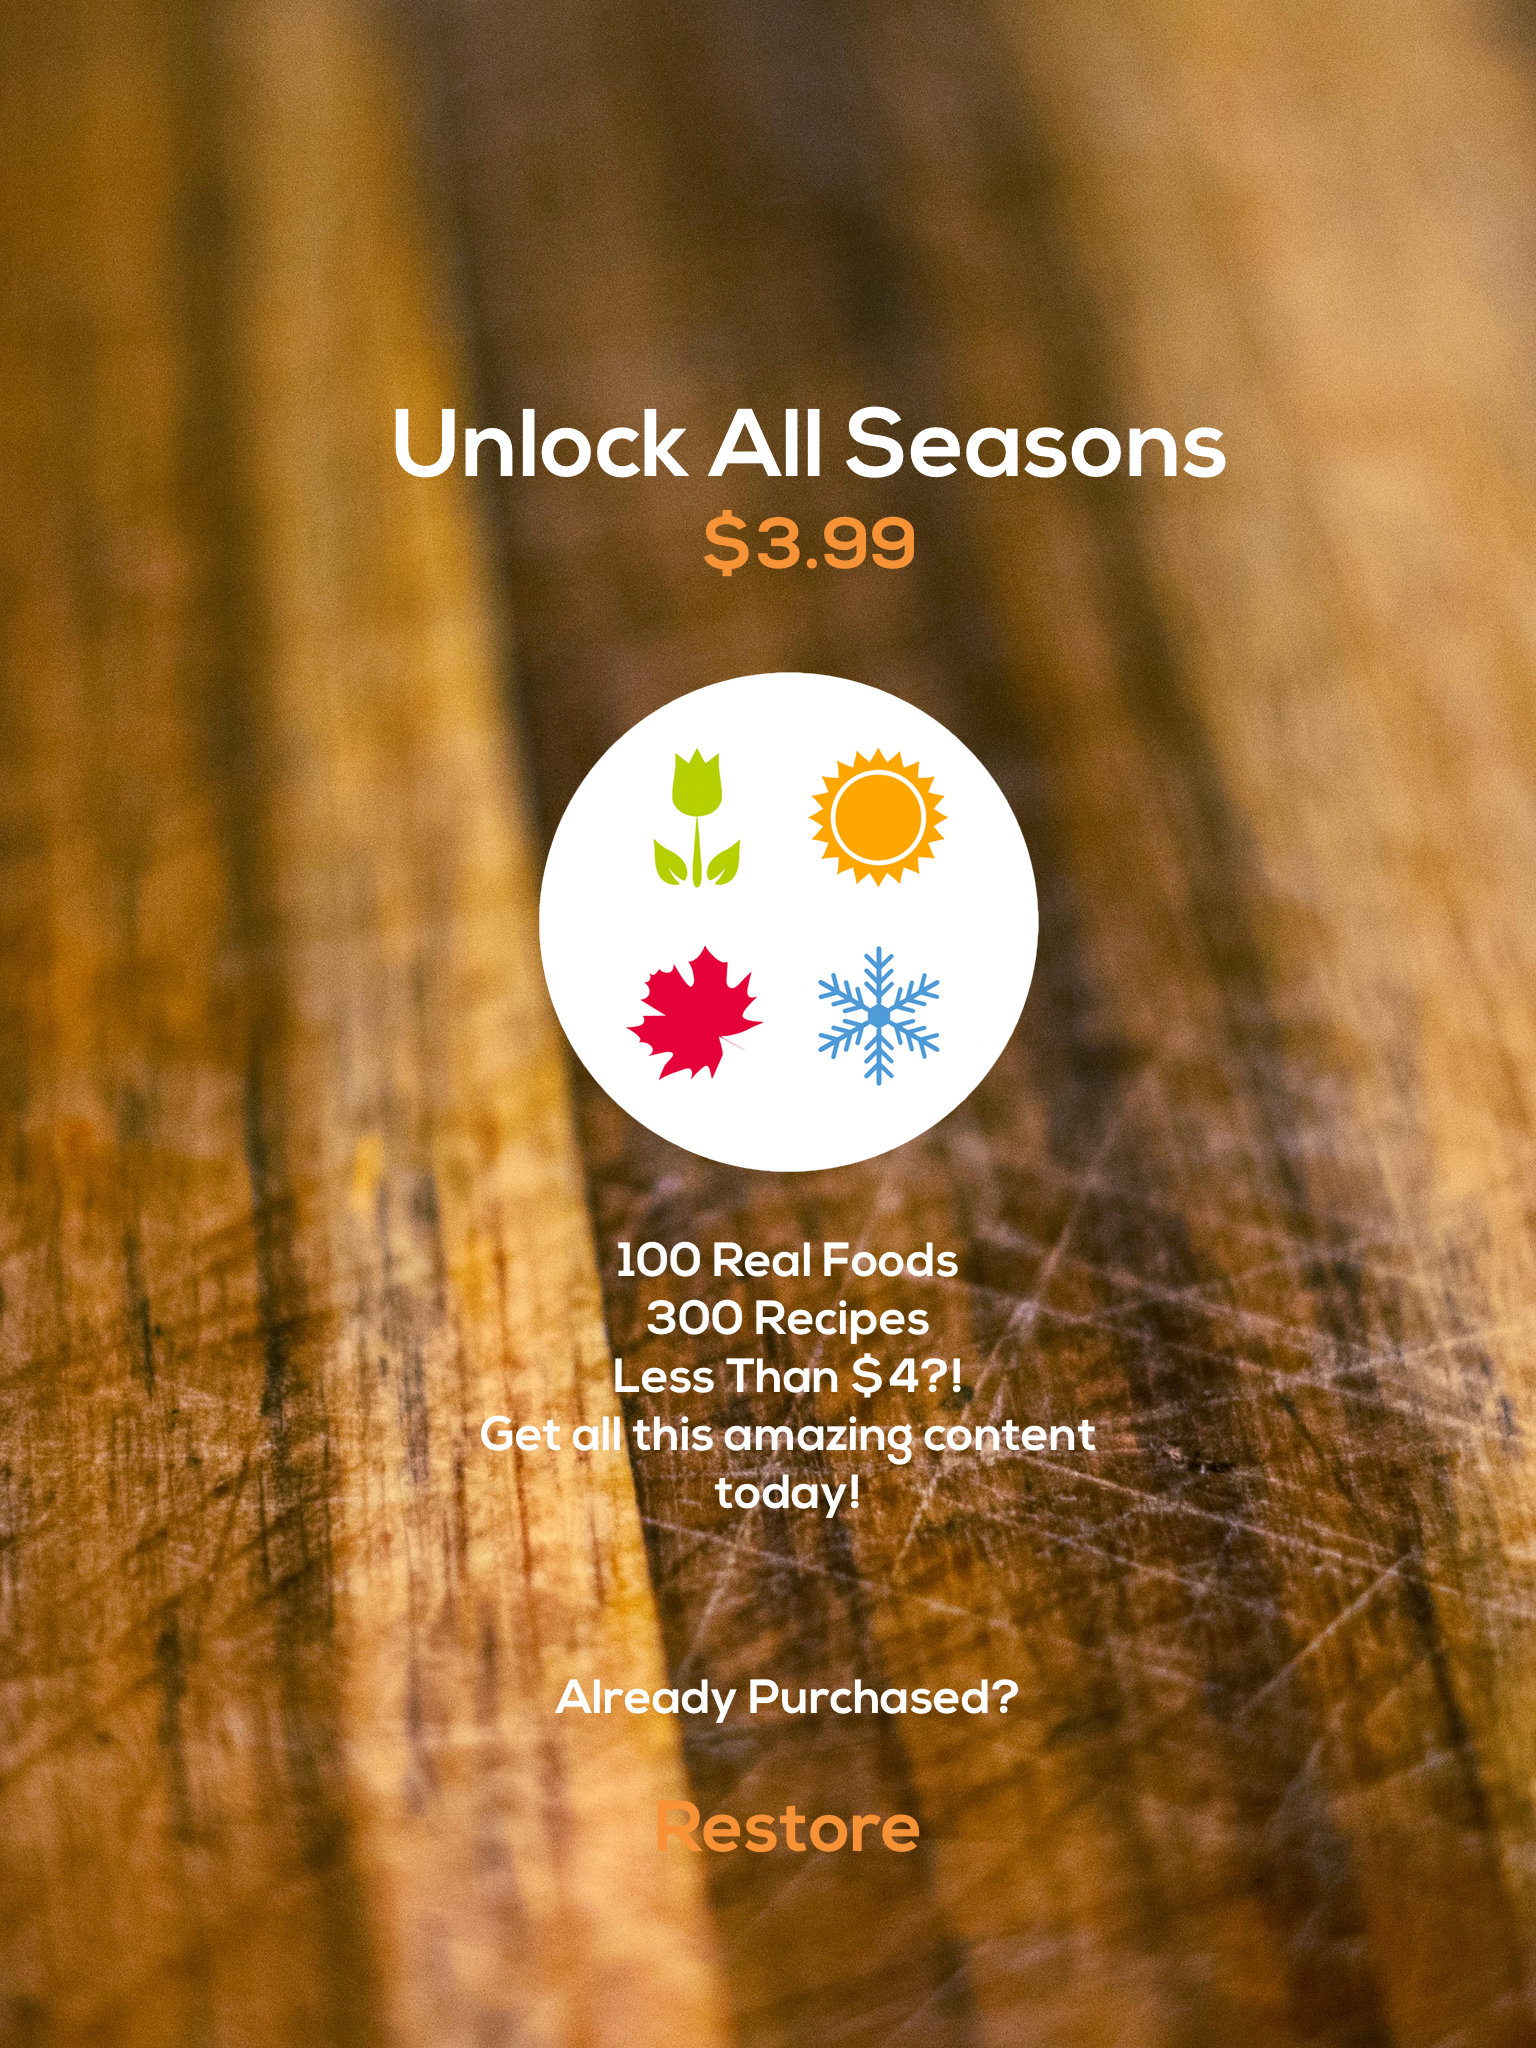 Unlock All Seasons
$3.99
100 Real Foods
300 Recipes
Less Than $4?!
Get all this amazing content
today!
Already Purchased?
Restore